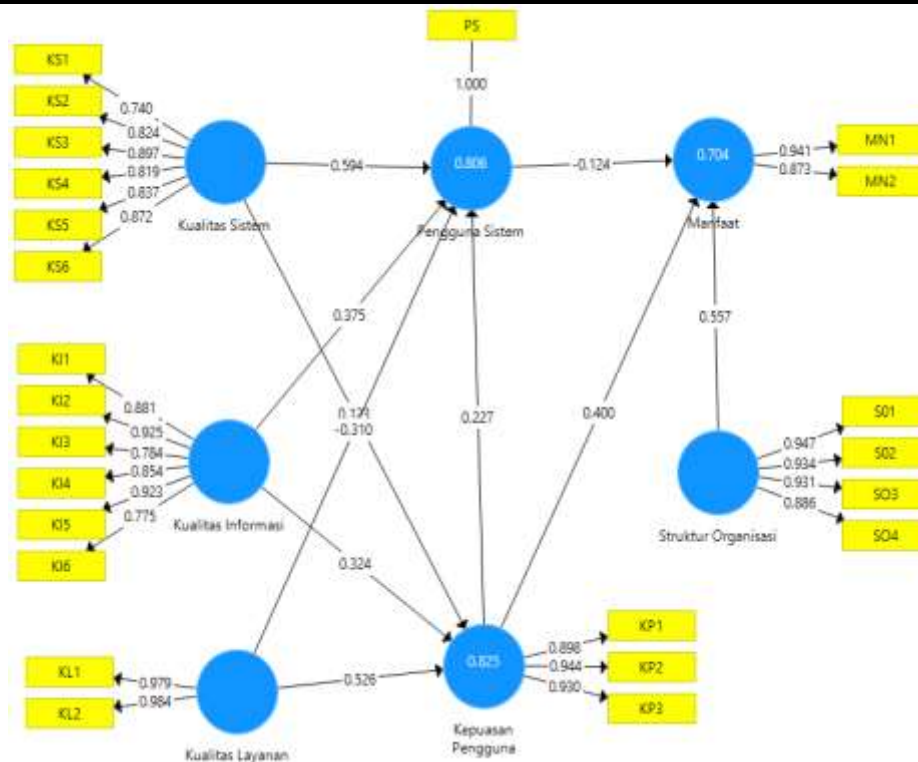 PS
1.000
KS1
KS2
KS3
KS4
KS5
KS6
0.740
0.824
0.897
0.819
0.837
0.872
Kualitas Sistem
0.594
0.806
Pengguna Sistem
-0.124
0.704
Manfaat
0.941
0.873
MN1
MN2
0.375
0.557
KI1
KI2
KI3
KI4
KI5
KI6
0.881
0.925
0.784
0.854
0.923
0.775
Kualitas Informasi
-0.310
0.227
0.400
0.324
0.947
0.934
0.931
0.886
S01
S02
SO3
SO4
Struktur Organisasi
KL1
KL2
0.979
0.984
Kualitas Layanan
0.526
0.825
Kepuasan
Pengguna
0.898
0.944
0.930
KP1
KP2
KP3